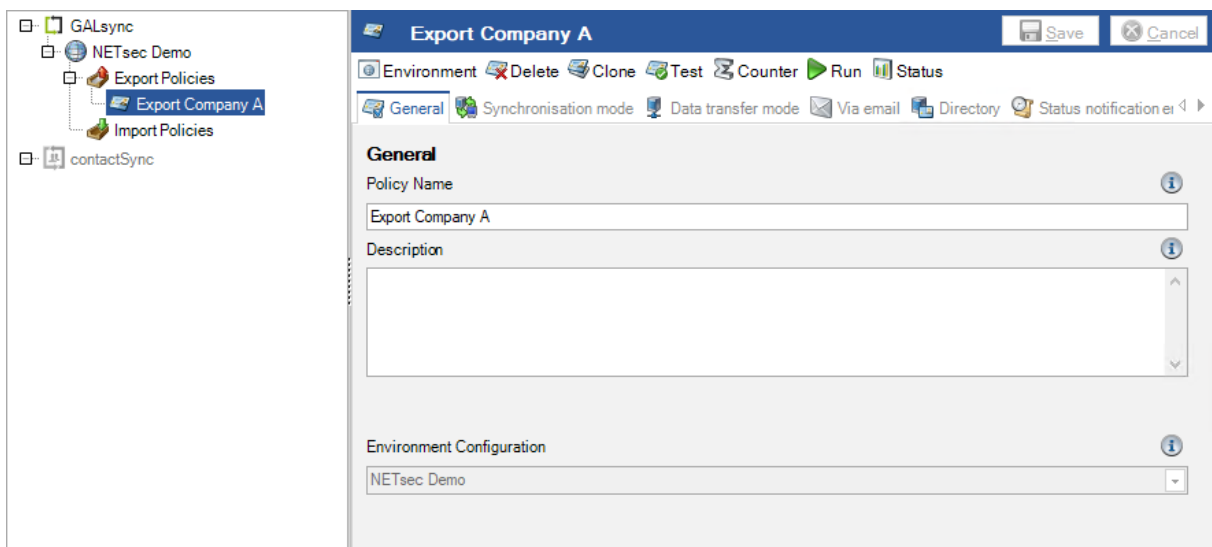 GALsync
NETsec Demo
Export Policies
Export Company A
Import Policies
contactSync
Export Company A
Save
Cancel
Environment Delete Clone Test Counter Run Status
General Synchronisation mode Data transfer mode Via email Directory Status notification
General
Policy Name
Export Company A
Description
Environment Configuration
NETsec Demo